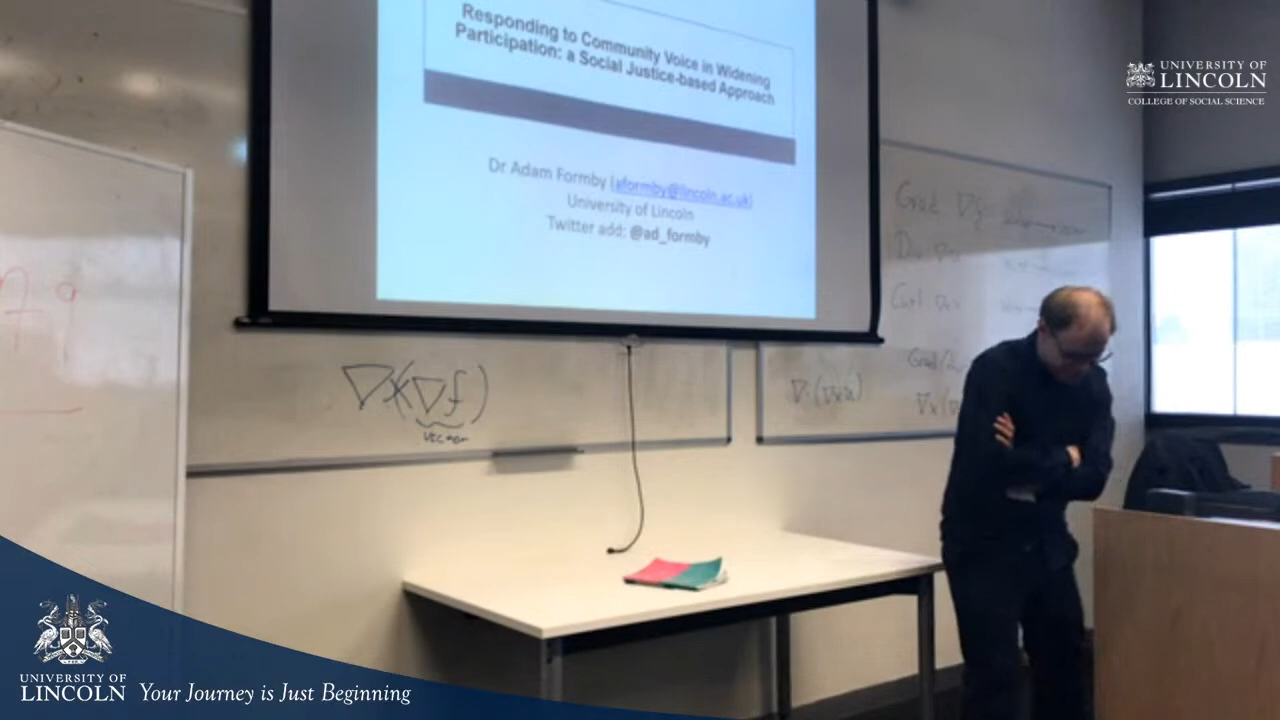 Responding to Community Voice in Widening
Participation: a Social Justice-based Approach
Dr Adam Formby (aformby@lincoln.ac.uk)
University of Lincoln
Twitter add: @ad_formby
UNIVERSITY OF
LINCOLN
COLLEGE OF SOCIAL SCIENCE
Grad ∇
∇x(∇f)
UNIVERSITY OF
LINCOLN
Your Journey is Just Beginning